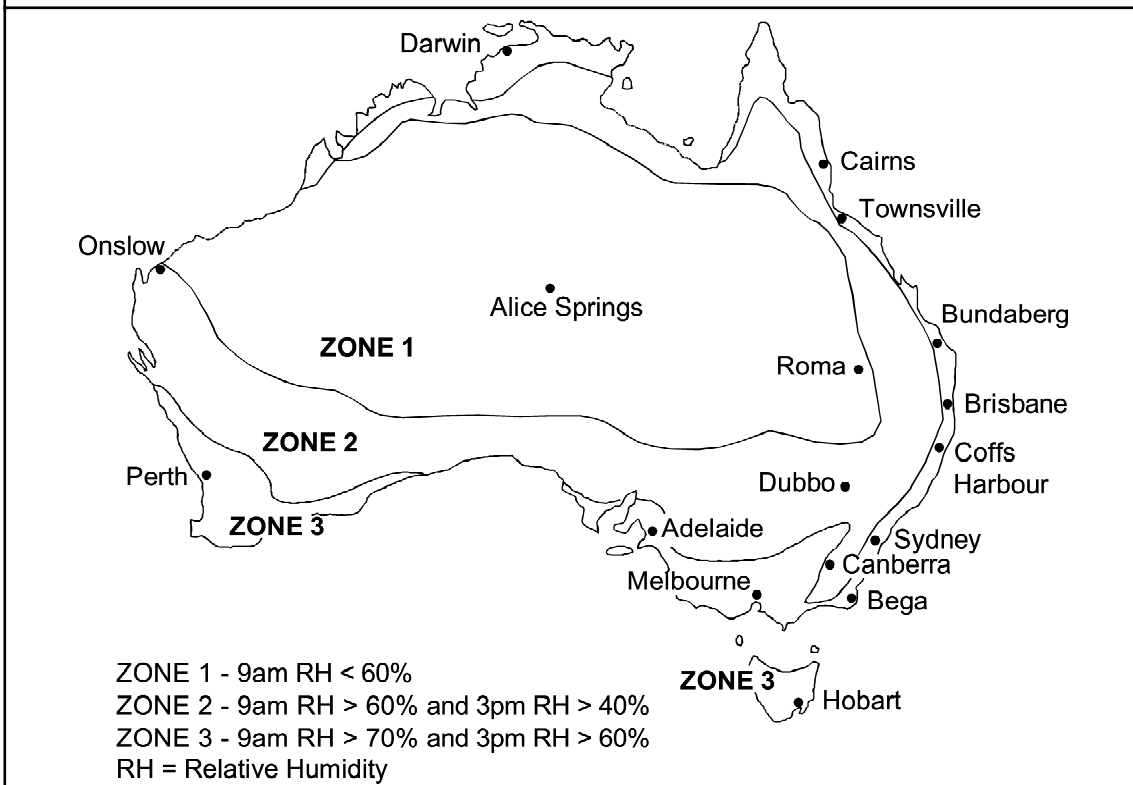 Darwin
Cairns
Townsville
Onslow
Alice Springs
Bundaberg
ZONE 1
Roma
Brisbane
ZONE 2
Coffs
Harbour
Perth
Dubbo
ZONE 3
Adelaide
Sydney
Canberra
Melbourne
Bega
ZONE 3
Hobart
ZONE 1 - 9am RH < 60%
ZONE 2 - 9am RH > 60% and 3pm RH > 40%
ZONE 3 - 9am RH > 70% and 3pm RH > 60%
RH = Relative Humidity